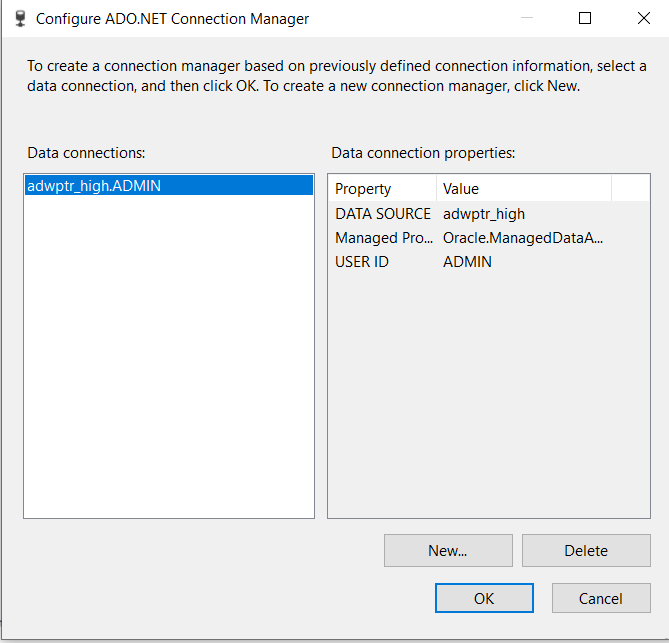 Configure ADO.NET Connection Manager
To create a connection manager based on previously defined connection information, select a
data connection, and then click OK. To create a new connection manager, click New.
Data connections:
adwptr_high.ADMIN
Data connection properties:
Property Value
DATA SOURCE adwptr_high
Managed Pro... Oracle.ManagedDataA...
USER ID ADMIN
New... Delete
OK Cancel